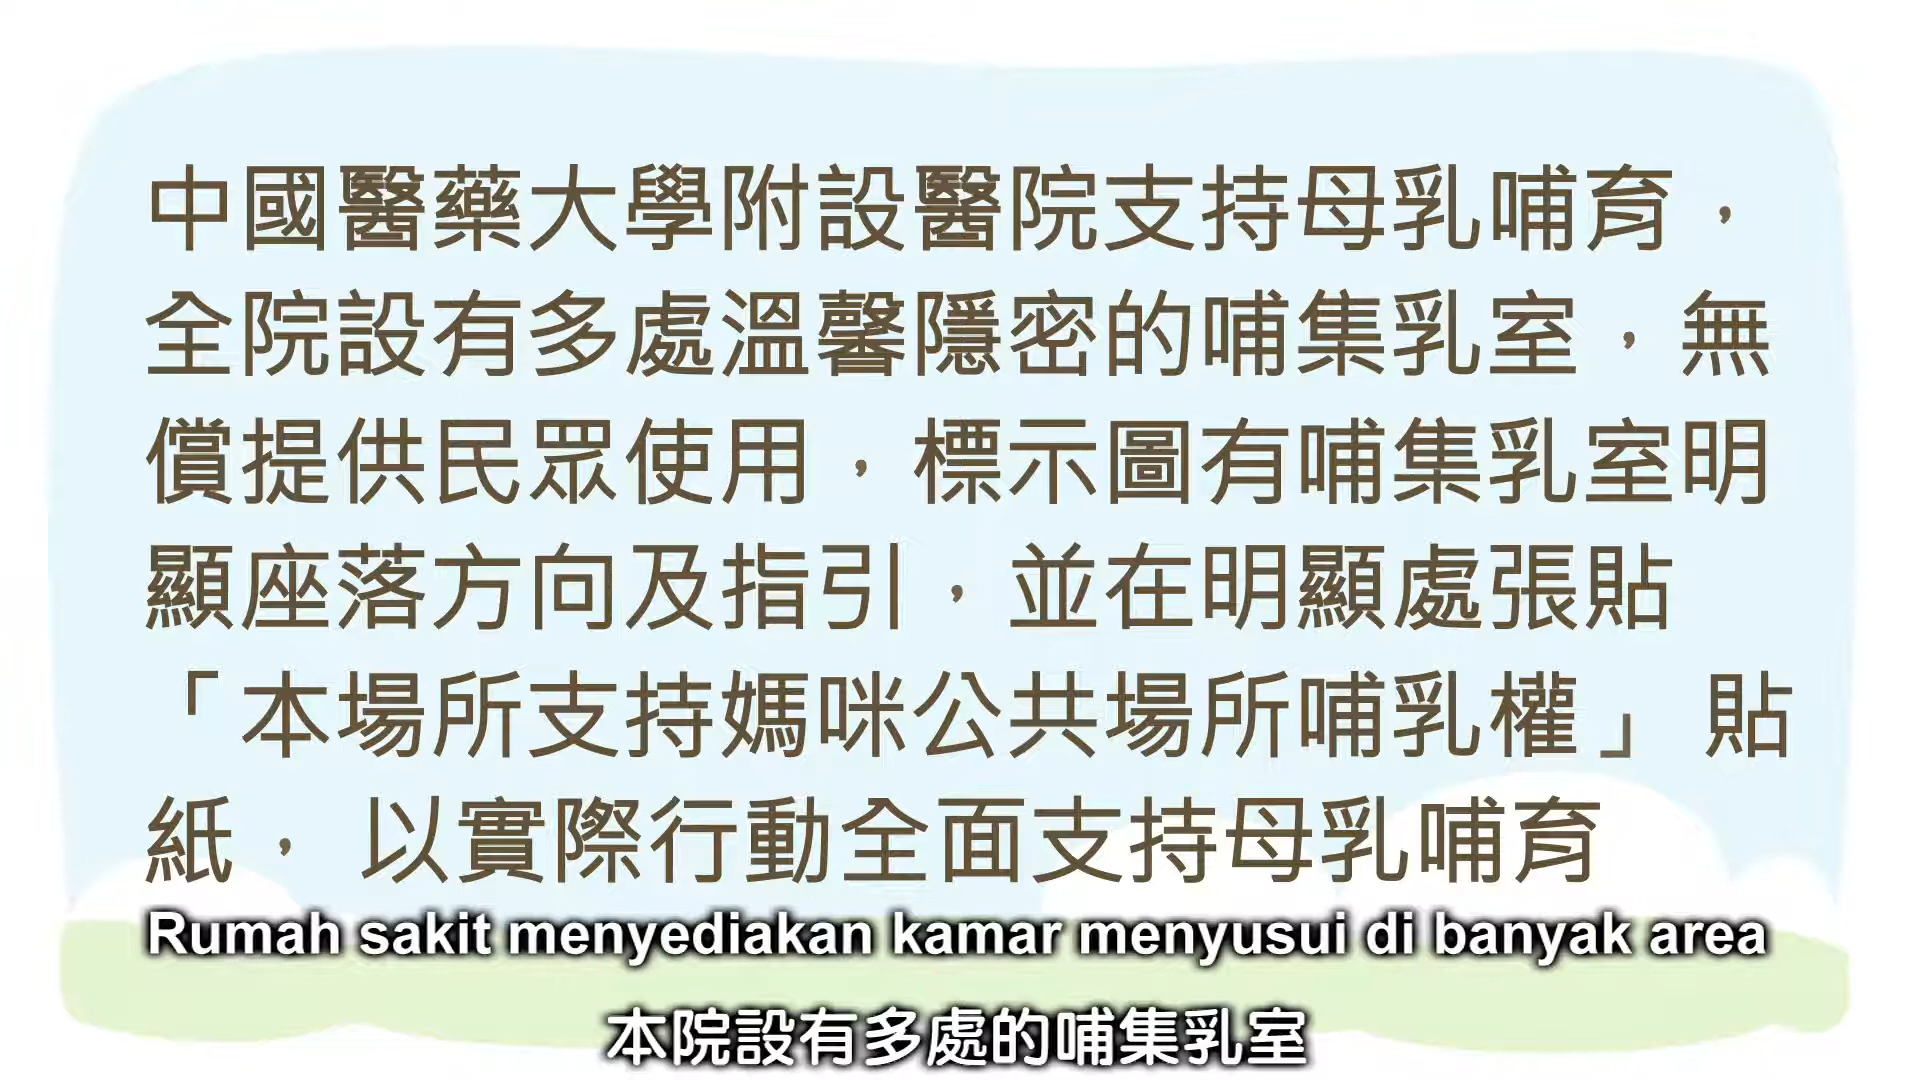 中國醫藥大學附設醫院支持母乳哺育，
全院設有多處溫馨隱密的哺集乳室，無
償提供民眾使用，標示圖有哺集乳室明
顯座落方向及指引，並在明顯處張貼
「本場所支持媽咪公共場所哺乳權」 貼
紙， 以實際行動全面支持母乳哺育
Rumah sakit menyediakan kamar menyusui di banyak area
本院設有多處的哺集乳室